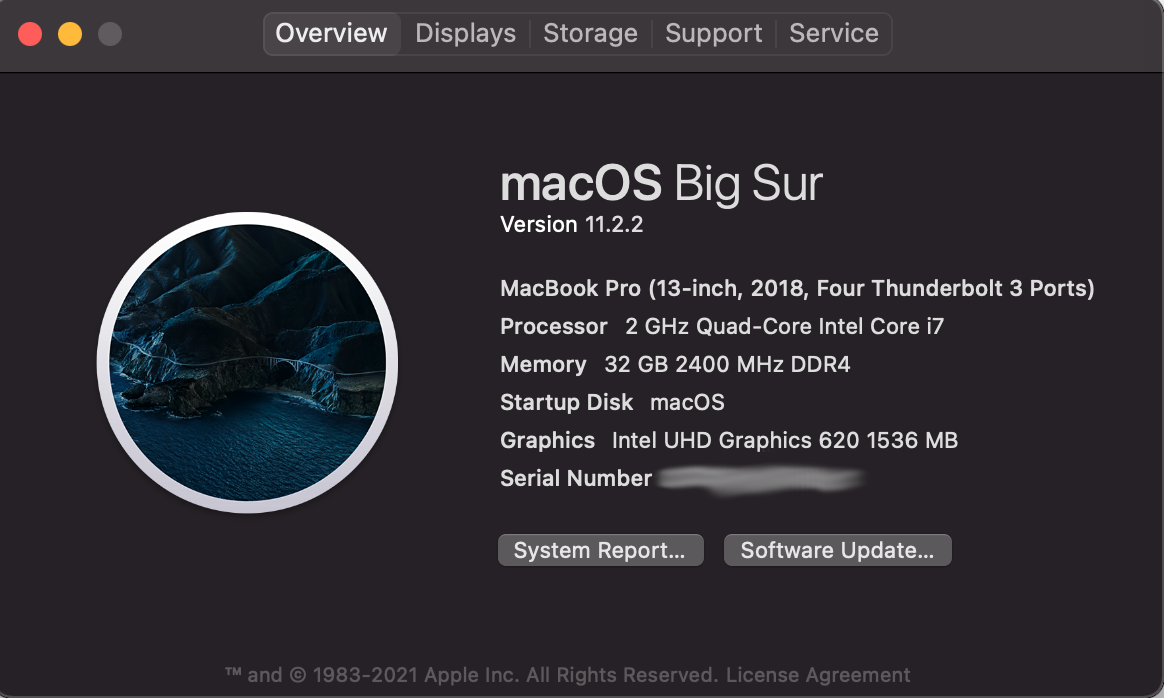 Overview Displays Storage Support Service
macOS Big Sur
Version 11.2.2
MacBook Pro (13-inch, 2018, Four Thunderbolt 3 Ports)
Processor 2 GHz Quad-Core Intel Core i7
Memory 32 GB 2400 MHz DDR4
Startup Disk macOS
Graphics Intel UHD Graphics 620 1536 MB
Serial Number
System Report... Software Update...
™ and © 1983-2021 Apple Inc. All Rights Reserved. License Agreement